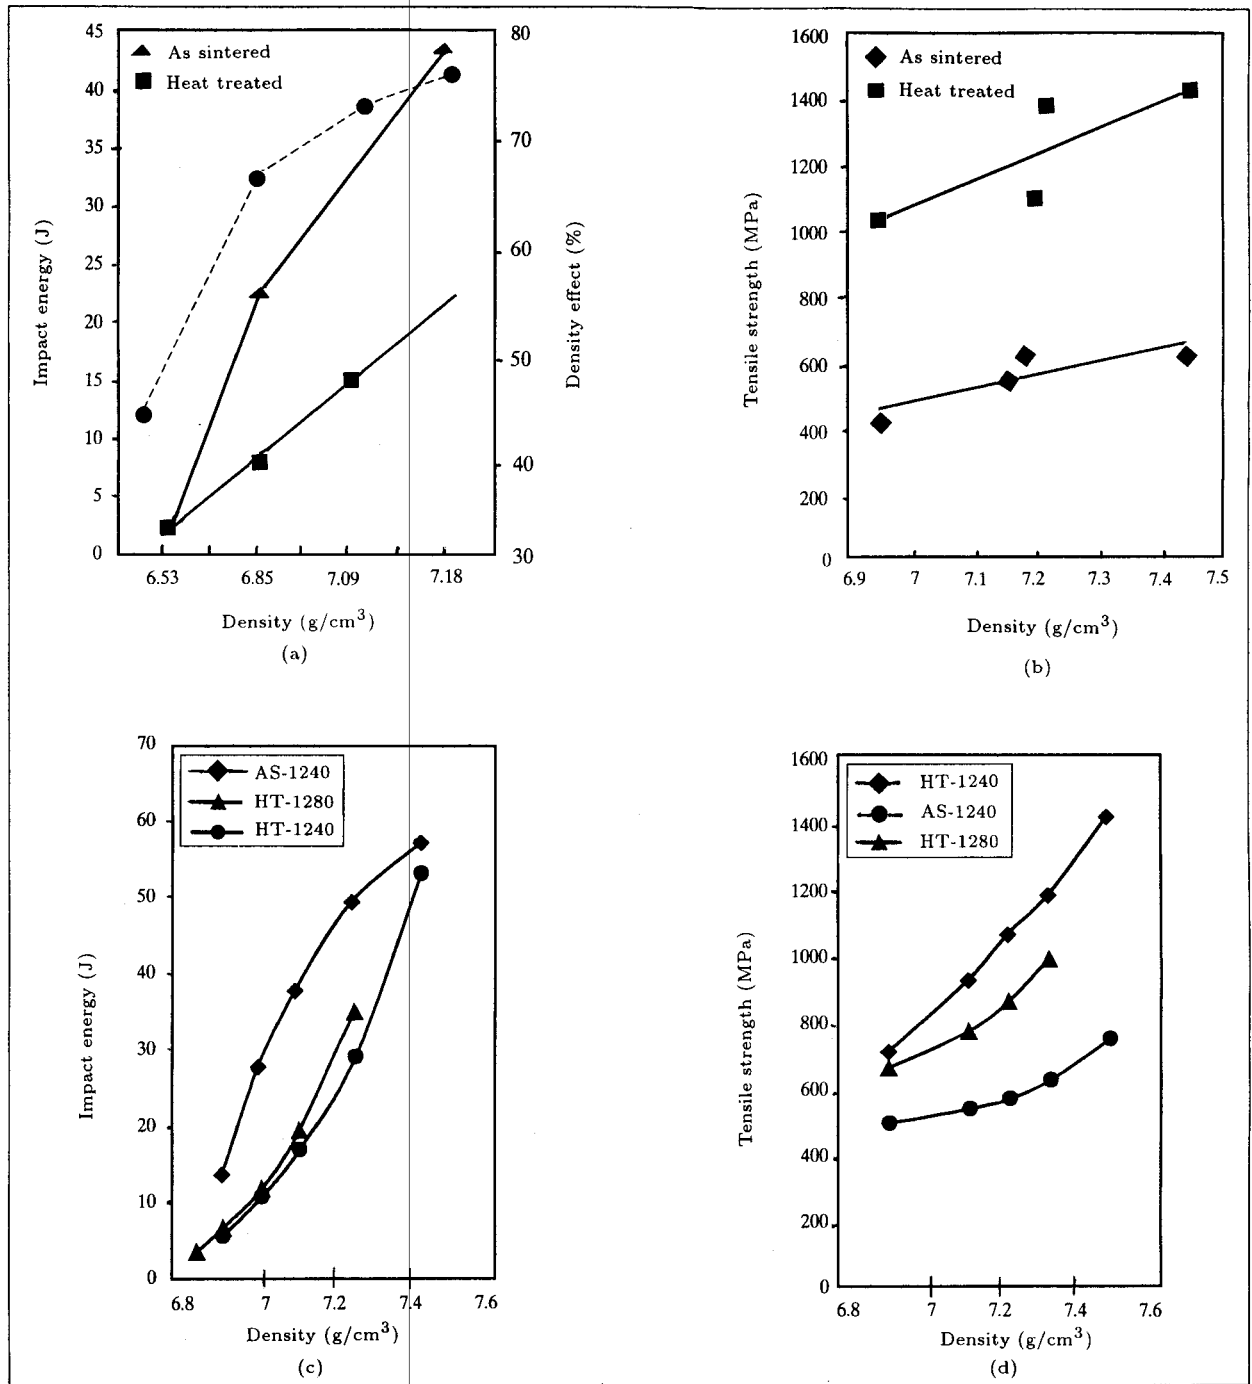 45
40
35
30
25
20
15
10
5
0
Impact energy (J)
As sintered
Heat treated
80
70
60
50
40
30
Density effect (%)
6.53 6.85 7.09 7.18
Density (g/cm³)
(a)
1600
1400
1200
1000
800
600
400
200
0
Tensile strength (MPa)
As sintered
Heat treated
6.9 7 7.1 7.2 7.3 7.4 7.5
Density (g/cm³)
(b)
70
60
50
40
30
20
10
0
Impact energy (J)
AS-1240
HT-1280
HT-1240
6.8 7 7.2 7.4 7.6
Density (g/cm³)
(c)
1600
1400
1200
1000
800
600
400
200
0
Tensile strength (MPa)
HT-1240
AS-1240
HT-1280
6.8 7 7.2 7.4 7.6
Density (g/cm³)
(d)